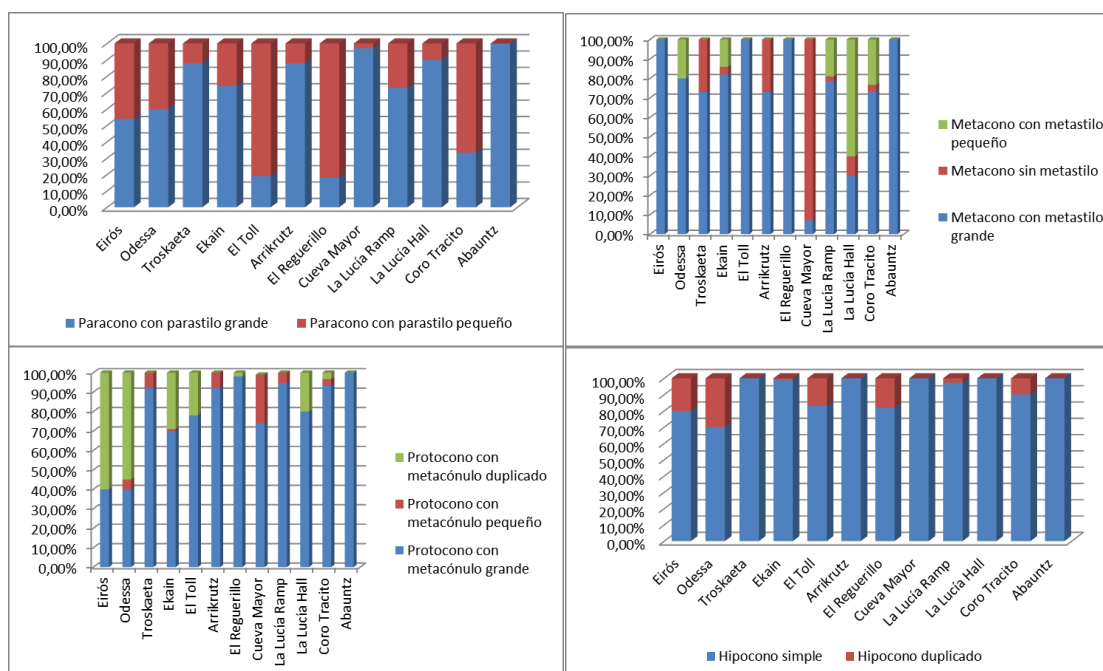 100,00%
90,00%
80,00%
70,00%
60,00%
50,00%
40,00%
30,00%
20,00%
10,00%
0,00%
Eirós
Odessa
Troskaeta
Ekain
El Toll
Arrikrutz
El Reguerillo
Cueva Mayor
La Lucía Ramp
La Lucía Hall
Coro Tracito
Abauntz
Paracono con parastilo grande
Paracono con parastilo pequeño
100,00%
90,00%
80,00%
70,00%
60,00%
50,00%
40,00%
30,00%
20,00%
10,00%
0,00%
Eirós
Odessa
Troskaeta
Ekain
El Toll
Arrikrutz
El Reguerillo
Cueva Mayor
La Lucía Ramp
La Lucía Hall
Coro Tracito
Abauntz
Metacono con metastilo
pequeño
Metacono sin metastilo
Metacono con metastilo
grande
100,00%
90,00%
80,00%
70,00%
60,00%
50,00%
40,00%
30,00%
20,00%
10,00%
0,00%
Eirós
Odessa
Troskaeta
Ekain
El Toll
Arrikrutz
El Reguerillo
Cueva Mayor
La Lucía Ramp
La Lucía Hall
Coro Tracito
Abauntz
Protocono con
metacónulo duplicado
Protocono con
metacónulo pequeño
Protocono con
metacónulo grande
100,00%
90,00%
80,00%
70,00%
60,00%
50,00%
40,00%
30,00%
20,00%
10,00%
0,00%
Eirós
Odessa
Troskaeta
Ekain
El Toll
Arrikrutz
El Reguerillo
Cueva Mayor
La Lucía Ramp
La Lucía Hall
Coro Tracito
Abauntz
Hipocono simple
Hipocono duplicado